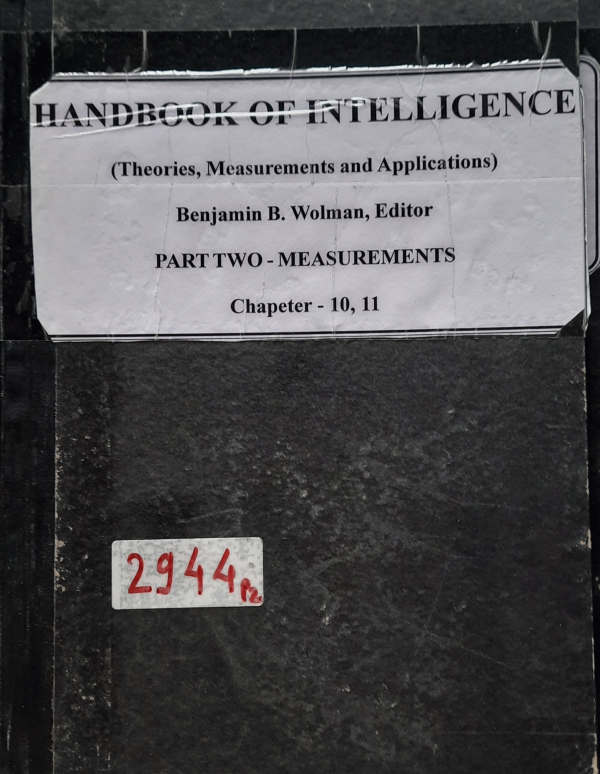 HANDBOOK OF INTELLIGENCE
(Theories, Measurements and Applications)
Benjamin B. Wolman, Editor
PART TWO - MEASUREMENTS
Chapeter - 10, 11
2944